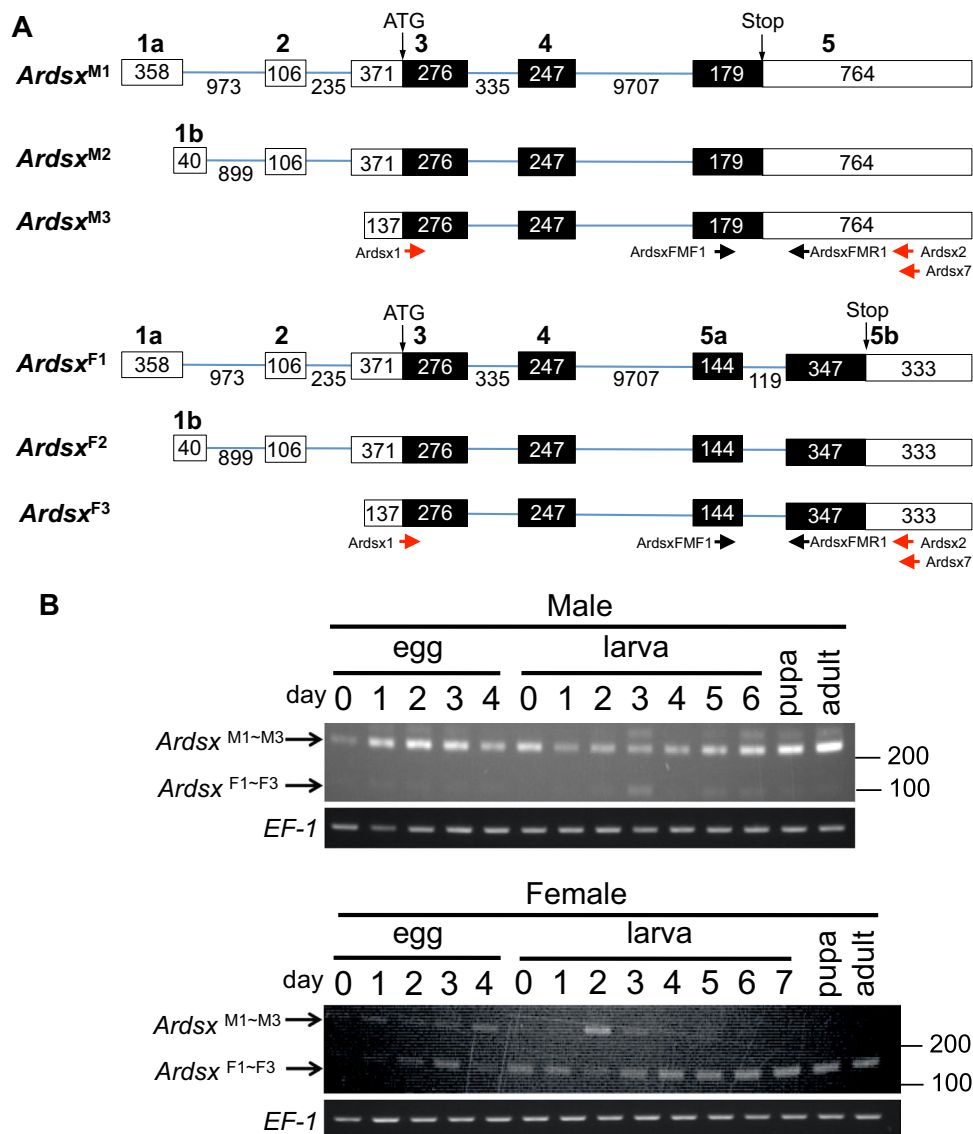 A
ATG
Stop
1a 2 3 4 5
Ardsx^M1 358 106 371 276 247 179 764
973 235 335 9707
1b
Ardsx^M2 40 106 371 276 247 179 764
899
Ardsx^M3 137 276 247 179 764
Ardsx1 ArdsxFMF1 ArdsxFMR1 Ardsx2
Ardsx7
ATG
Stop
1a 2 3 4 5a 5b
Ardsx^F1 358 106 371 276 247 144 347 333
973 235 335 9707 119
1b
Ardsx^F2 40 106 371 276 247 144 347 333
899
Ardsx^F3 137 276 247 144 347 333
Ardsx1 ArdsxFMF1 ArdsxFMR1 Ardsx2
Ardsx7
B
Male
egg larva pupa adult
day 0 1 2 3 4 0 1 2 3 4 5 6
Ardsx M1~M3
200
Ardsx F1~F3
100
EF-1
Female
egg larva pupa adult
day 0 1 2 3 4 0 1 2 3 4 5 6 7
Ardsx M1~M3
200
Ardsx F1~F3
100
EF-1